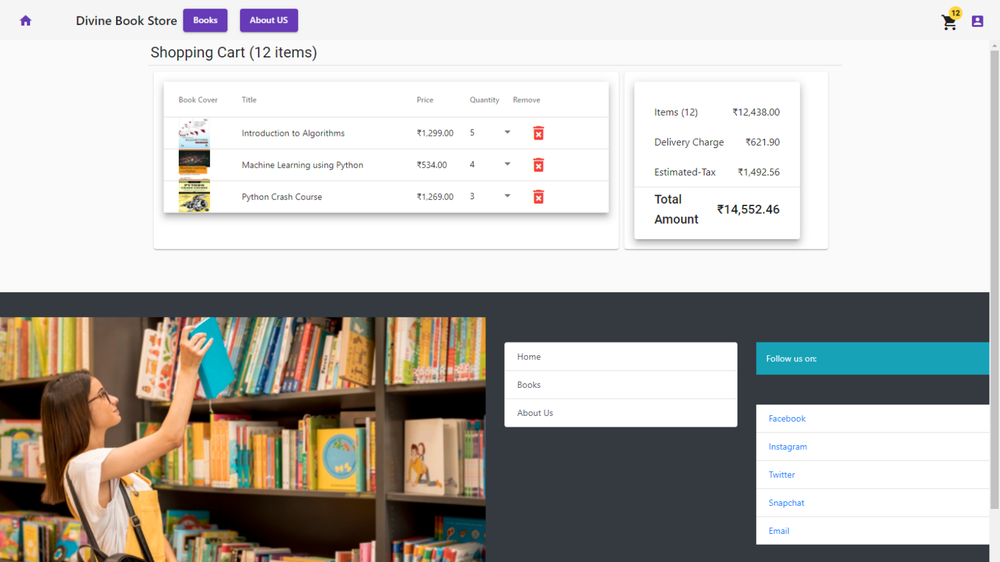 Divine Book Store
Books
About US
12
Shopping Cart (12 items)
Book Cover Title Price Quantity Remove
Introduction to Algorithms ₹1,299.00 5
Machine Learning using Python ₹534.00 4
Python Crash Course ₹1,269.00 3
Items (12) ₹12,438.00
Delivery Charge ₹621.90
Estimated-Tax ₹1,492.56
Total
Amount ₹14,552.46
Home
Books
About Us
Follow us on:
Facebook
Instagram
Twitter
Snapchat
Email